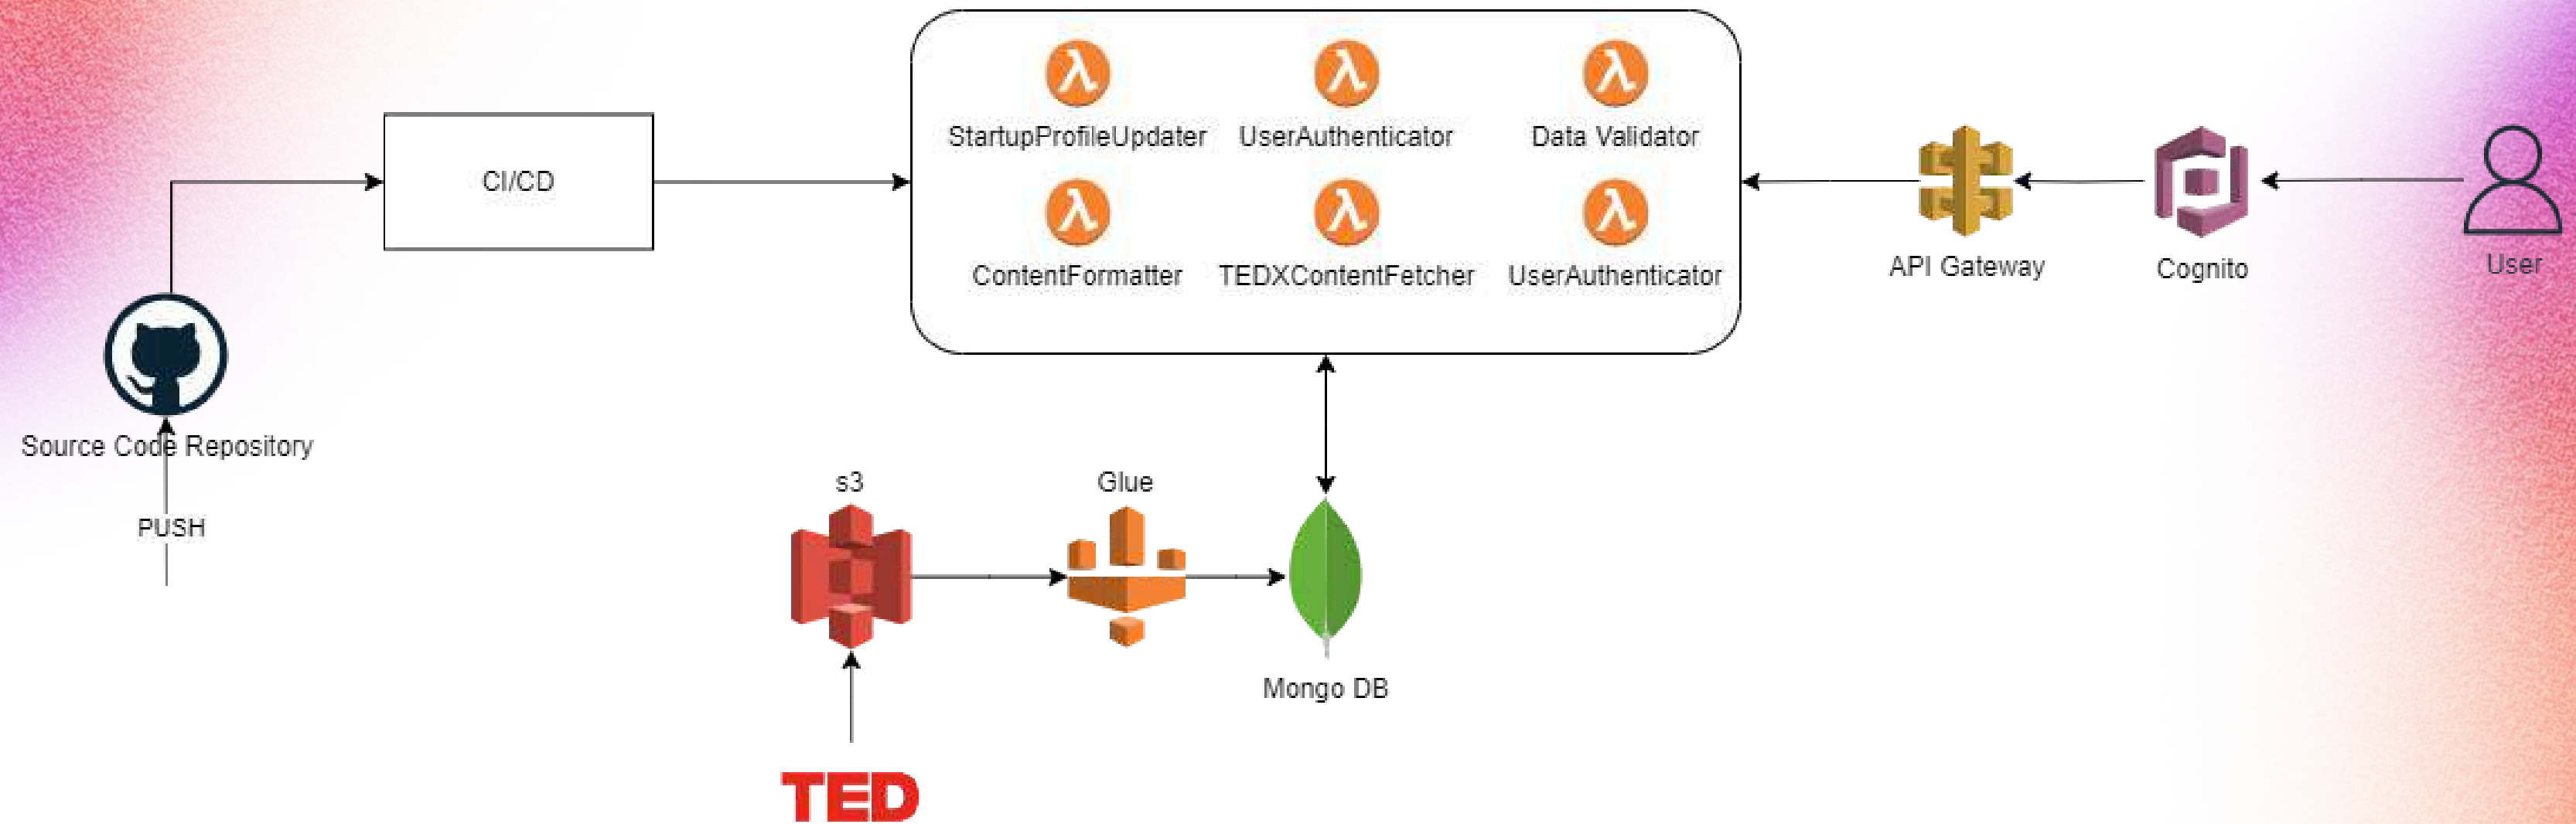 StartupProfileUpdater
UserAuthenticator
Data Validator
CI/CD
ContentFormatter
TEDXContentFetcher
UserAuthenticator
API Gateway
Cognito
User
Source Code Repository
PUSH
s3
Glue
Mongo DB
TED